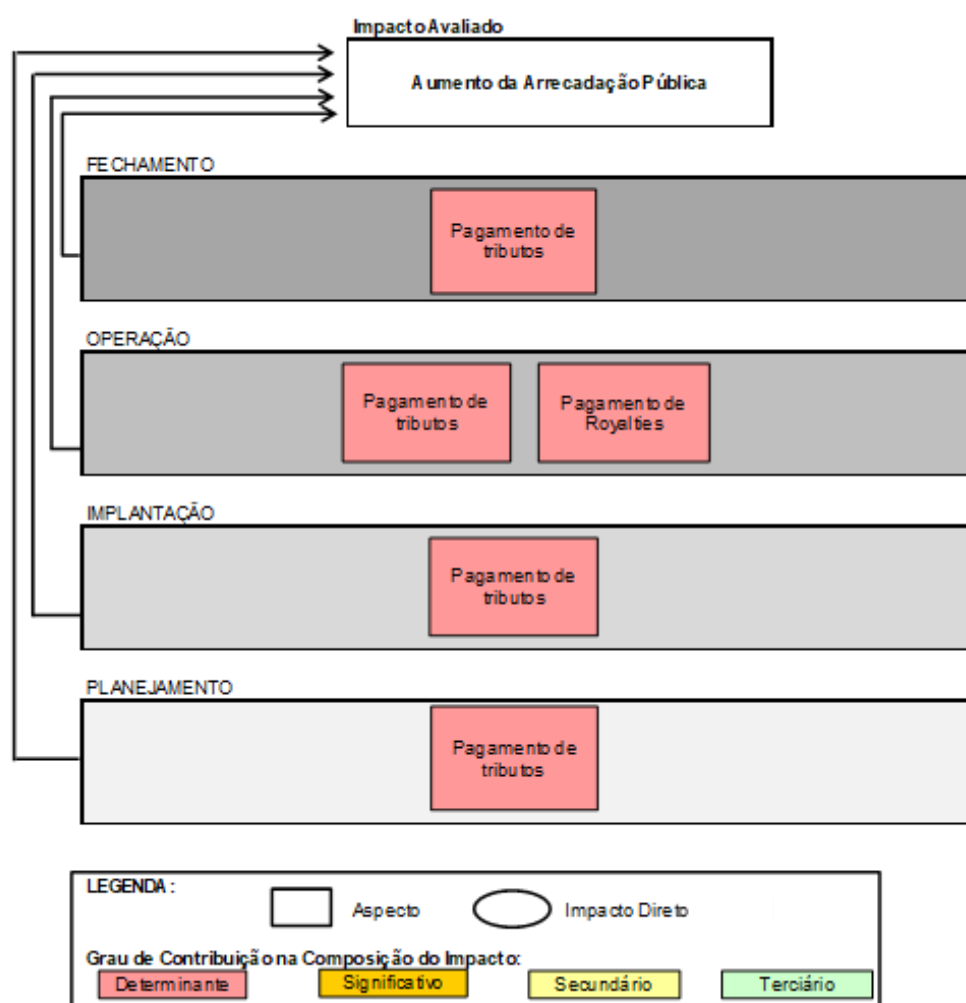 Impacto Avaliado
Aumento da Arrecadação Pública
FECHAMENTO
Pagamento de
tributos
OPERAÇÃO
Pagamento de
tributos
Pagamento de
Royalties
IMPLANTAÇÃO
Pagamento de
tributos
PLANEJAMENTO
Pagamento de
tributos
LEGENDA:
Aspecto
Impacto Direto
Grau de Contribuição na Composição do Impacto:
Determinante
Significativo
Secundário
Terciário